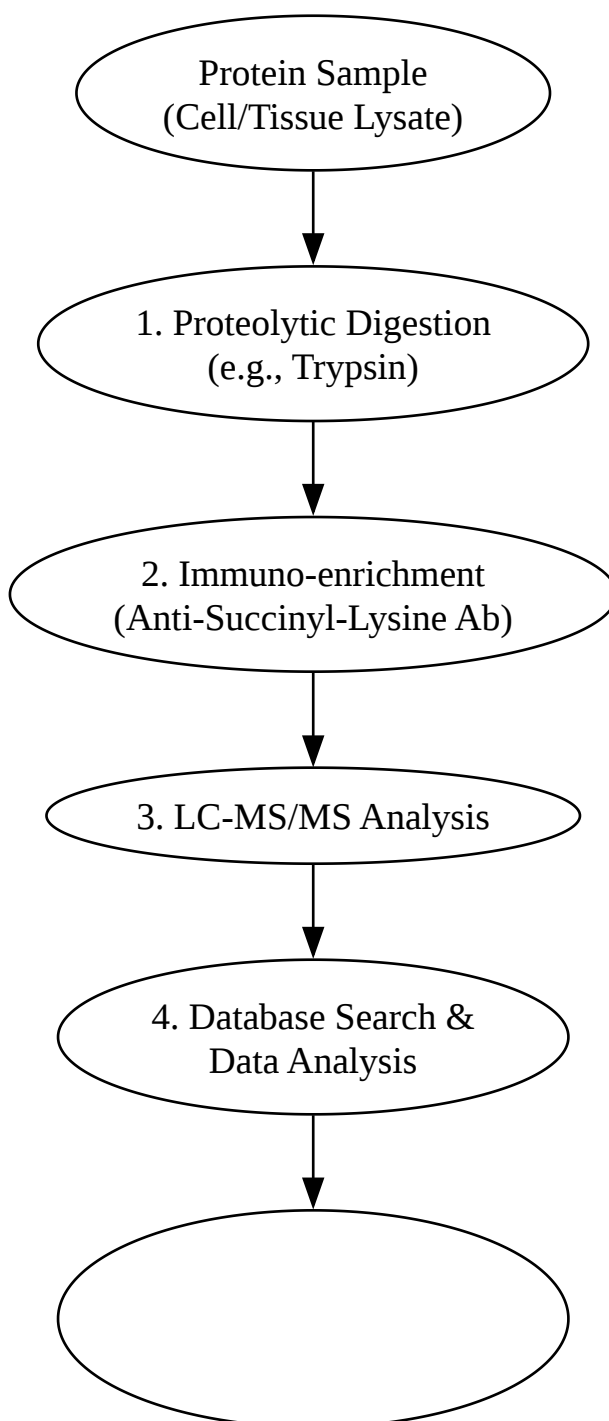 Protein Sample
(Cell/Tissue Lysate)
1. Proteolytic Digestion
(e.g., Trypsin)
2. Immuno-enrichment
(Anti-Succinyl-Lysine Ab)
3. LC-MS/MS Analysis
4. Database Search &
Data Analysis